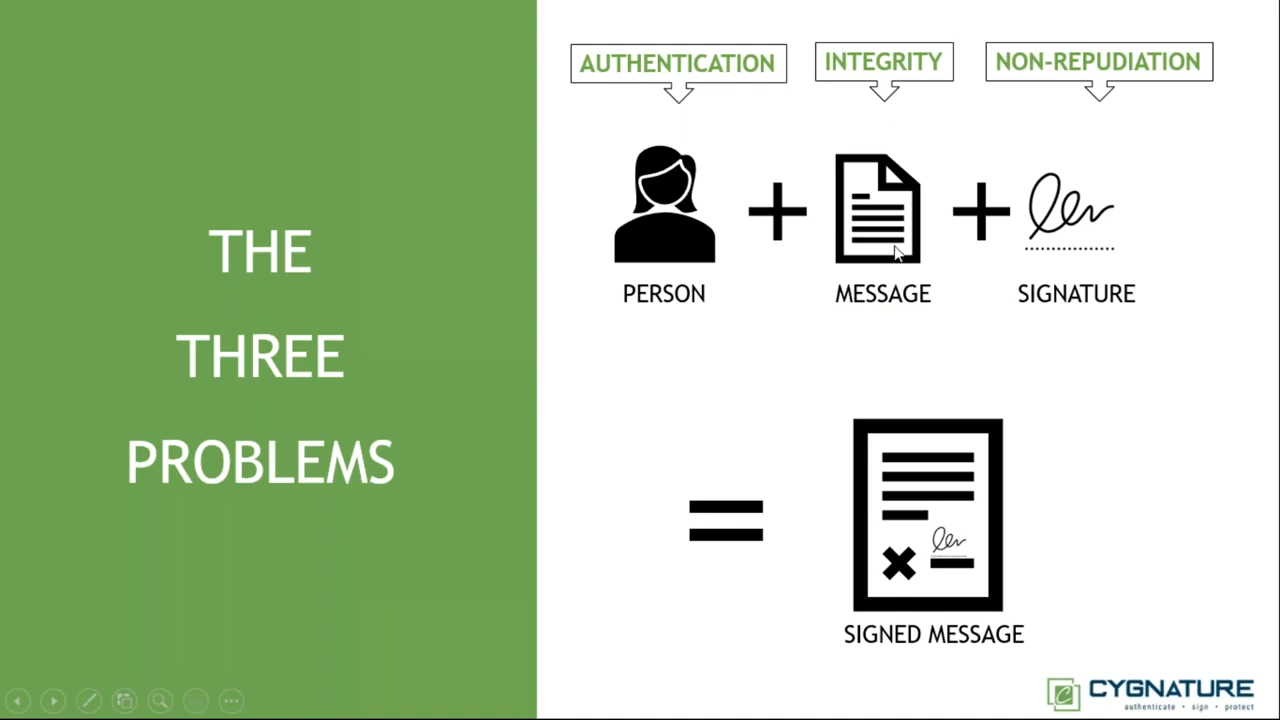 THE
THREE
PROBLEMS
AUTHENTICATION
INTEGRITY
NON-REPUDIATION
PERSON
MESSAGE
SIGNATURE
SIGNED MESSAGE
CYGNATURE
authenticate • sign • protect